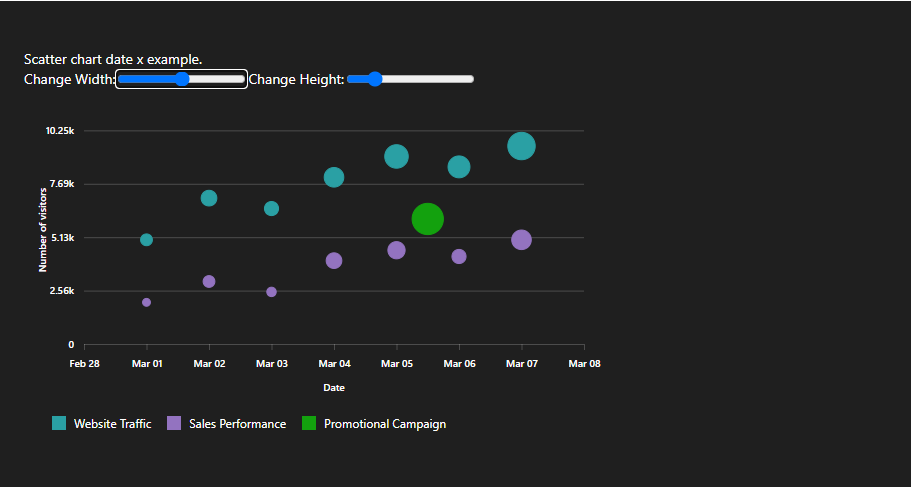 Scatter chart date x example.
Change Width: Change Height:
10.25k
7.69k
5.13k
2.56k
0
Number of visitors
Feb 28 Mar 01 Mar 02 Mar 03 Mar 04 Mar 05 Mar 06 Mar 07 Mar 08
Date
Website Traffic Sales Performance Promotional Campaign